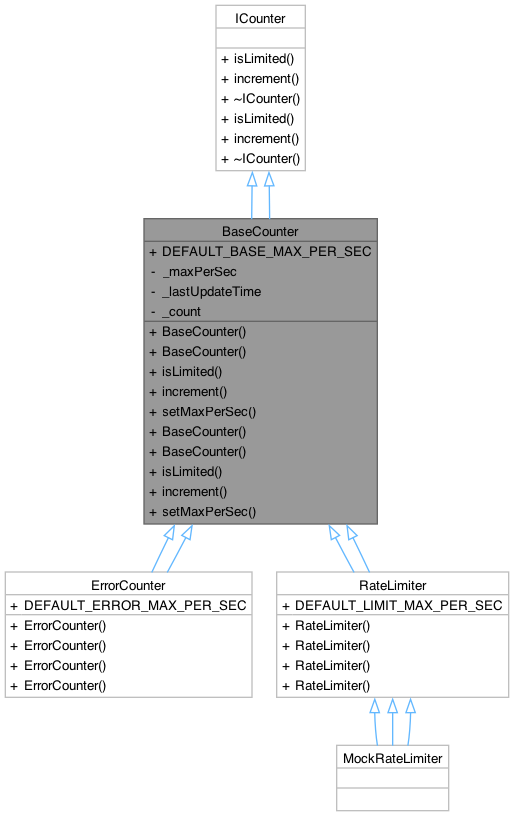 ICounter
+ isLimited()
+ increment()
+ ~ICounter()
+ isLimited()
+ increment()
+ ~ICounter()
BaseCounter
+ DEFAULT_BASE_MAX_PER_SEC
- _maxPerSec
- _lastUpdateTime
- _count
+ BaseCounter()
+ BaseCounter()
+ isLimited()
+ increment()
+ setMaxPerSec()
+ BaseCounter()
+ BaseCounter()
+ isLimited()
+ increment()
+ setMaxPerSec()
ErrorCounter
+ DEFAULT_ERROR_MAX_PER_SEC
+ ErrorCounter()
+ ErrorCounter()
+ ErrorCounter()
+ ErrorCounter()
RateLimiter
+ DEFAULT_LIMIT_MAX_PER_SEC
+ RateLimiter()
+ RateLimiter()
+ RateLimiter()
+ RateLimiter()
MockRateLimiter